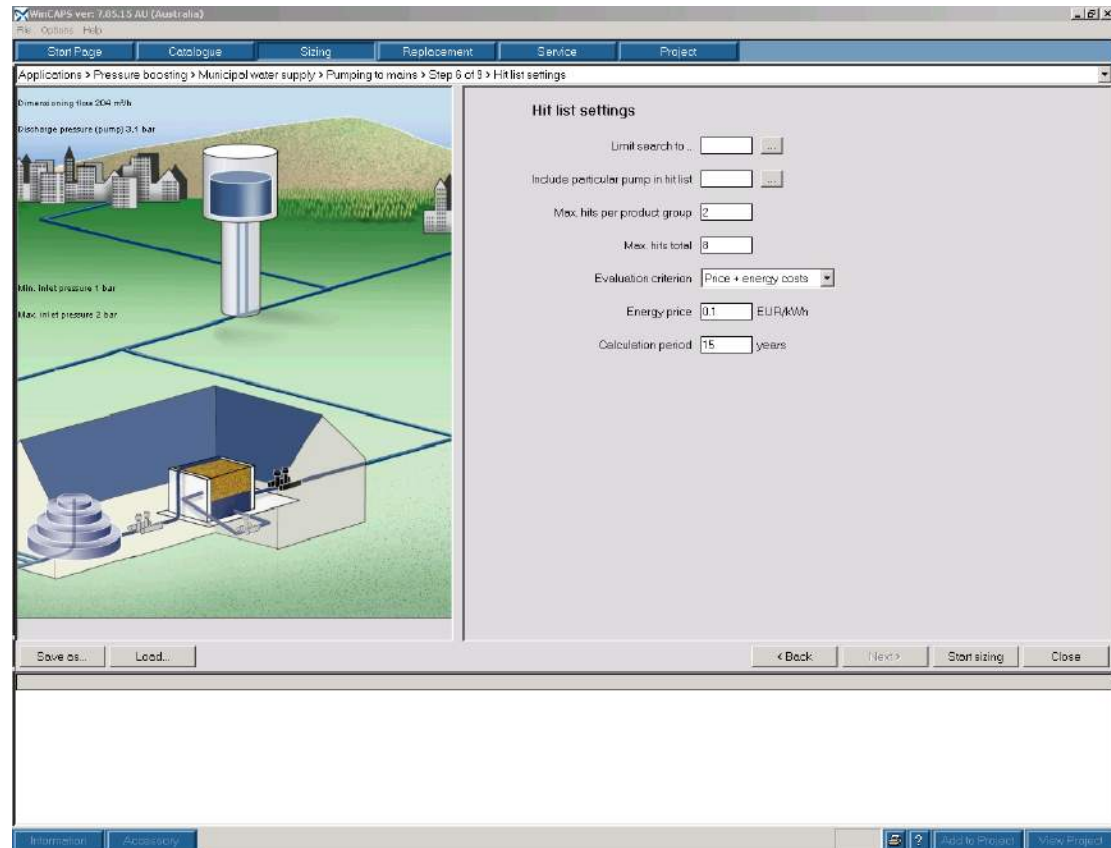 WinCAPS ver: 7.05.15 AU (Australia)
File Options Help
Start Page Catalogue Sizing Replacement Service Project
Applications > Pressure boosting > Municipal water supply > Pumping to mains > Step 6 of 9 > Hit list settings
Dimensioning flow 204 m³/h
Discharge pressure (pump) 3.1 bar
Min. inlet pressure 1 bar
Max. inlet pressure 2 bar
Hit list settings
Limit search to .. ...
Include particular pump in hit list ...
Max. hits per product group 2
Max. hits total 8
Evaluation criterion Price + energy costs
Energy price 0.1 EUR/kWh
Calculation period 15 years
Save as... Load... < Back Next > Start sizing Close
Information Accessory ? Add to Project View Project